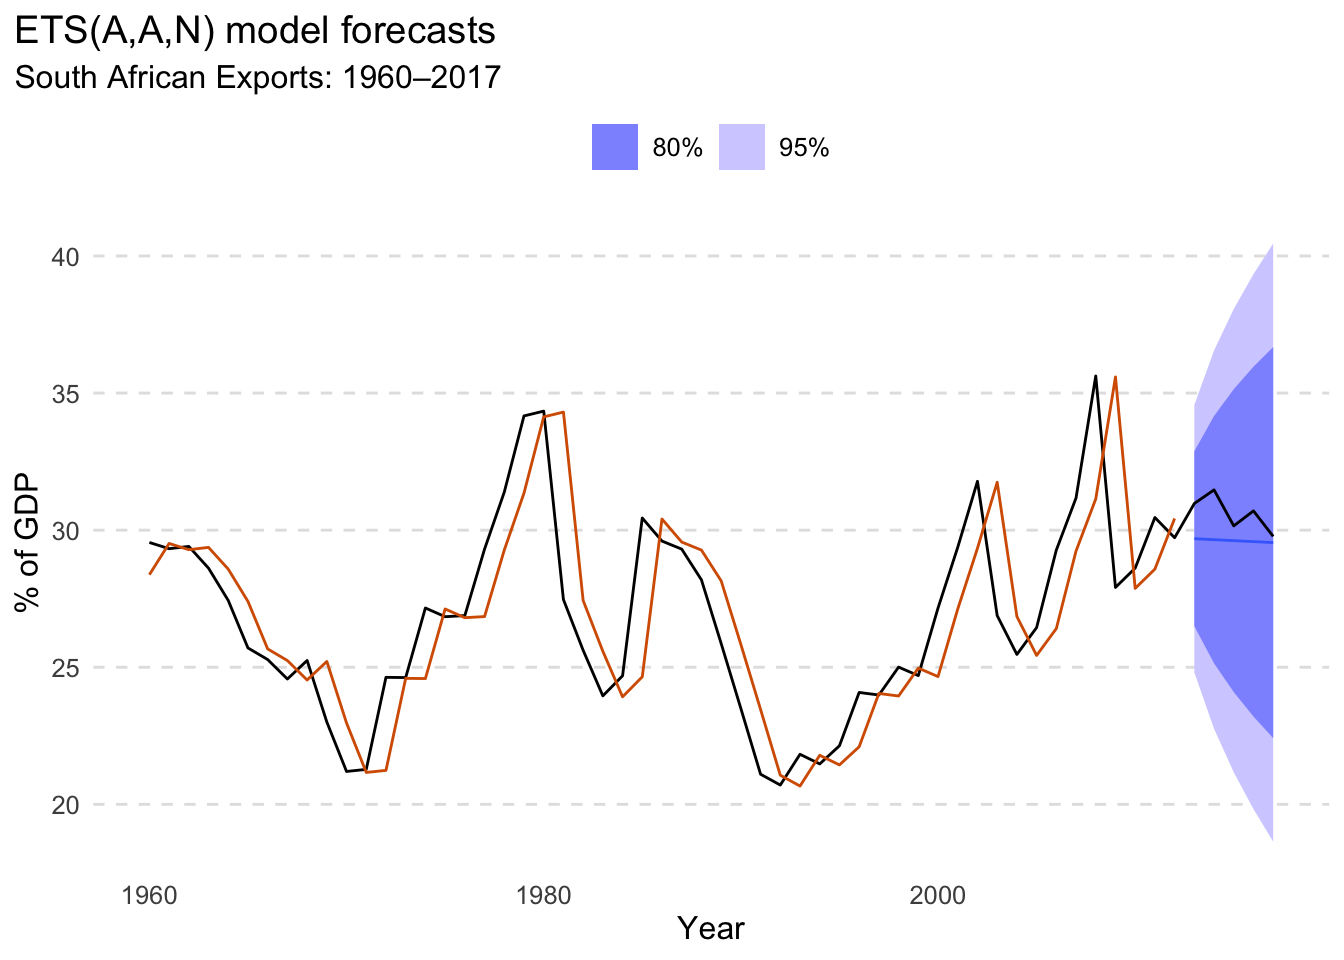 ETS(A,A,N) model forecasts
South African Exports: 1960–2017
80% 95%
40
35
30
25
20
% of GDP
1960 1980 2000
Year